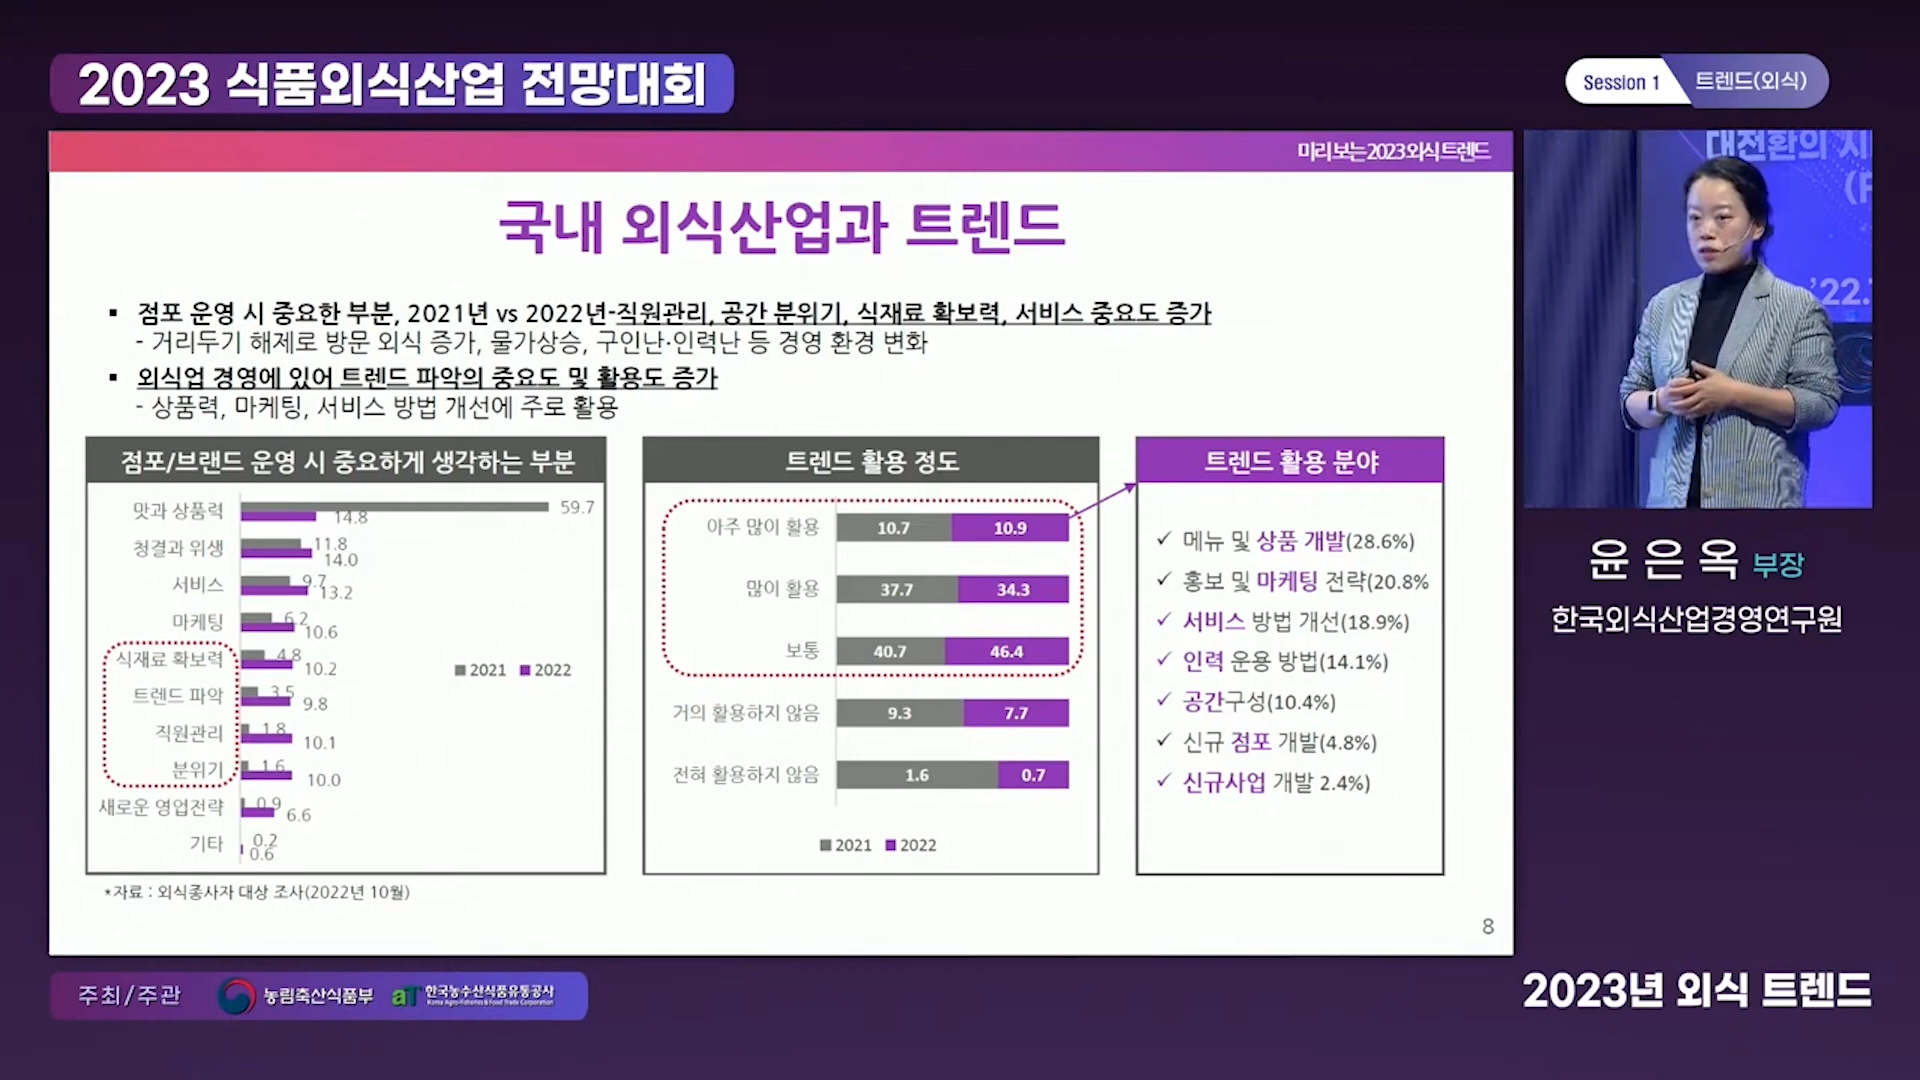 2023 식품외식산업 전망대회
Session 1 트렌드(외식)
미리 보는 2023 외식 트렌드
국내 외식산업과 트렌드
▪ 점포 운영 시 중요한 부분, 2021년 vs 2022년-직원관리, 공간 분위기, 식재료 확보력, 서비스 중요도 증가
- 거리두기 해제로 방문 외식 증가, 물가상승, 구인난·인력난 등 경영 환경 변화
▪ 외식업 경영에 있어 트렌드 파악의 중요도 및 활용도 증가
- 상품력, 마케팅, 서비스 방법 개선에 주로 활용
점포/브랜드 운영 시 중요하게 생각하는 부분
맛과 상품력 59.7 14.8
청결과 위생 11.8 14.0
서비스 9.7 13.2
마케팅 6.2 10.6
식재료 확보력 4.8 10.2
트렌드 파악 3.5 9.8
직원관리 1.8 10.1
분위기 1.6 10.0
새로운 영업전략 0.9 6.6
기타 0.2 0.6
2021 2022
*자료 : 외식종사자 대상 조사(2022년 10월)
트렌드 활용 정도
아주 많이 활용 10.7 10.9
많이 활용 37.7 34.3
보통 40.7 46.4
거의 활용하지 않음 9.3 7.7
전혀 활용하지 않음 1.6 0.7
2021 2022
트렌드 활용 분야
✓ 메뉴 및 상품 개발(28.6%)
✓ 홍보 및 마케팅 전략(20.8%
✓ 서비스 방법 개선(18.9%)
✓ 인력 운용 방법(14.1%)
✓ 공간구성(10.4%)
✓ 신규 점포 개발(4.8%)
✓ 신규사업 개발 2.4%)
8
대전환의 시
'22.
윤은옥 부장
한국외식산업경영연구원
주최/주관 농림축산식품부 aT 한국농수산식품유통공사
Korea Agro-Fisheries & Food Trade Corporation
2023년 외식 트렌드